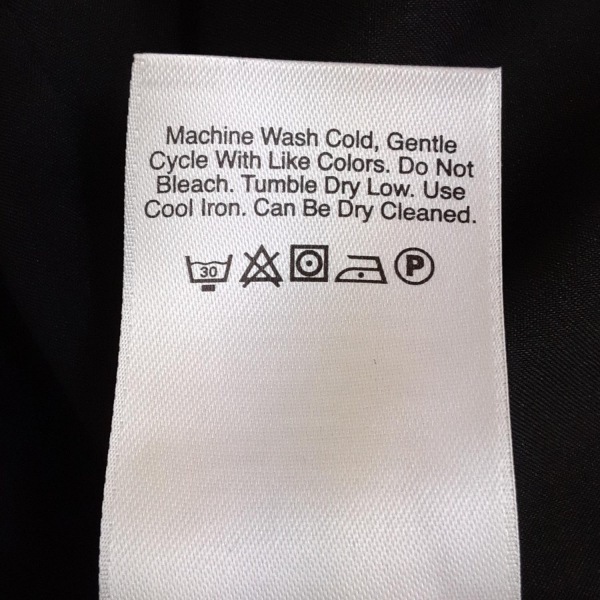 Machine Wash Cold, Gentle
Cycle With Like Colors. Do Not
Bleach. Tumble Dry Low. Use
Cool Iron. Can Be Dry Cleaned.
30 P